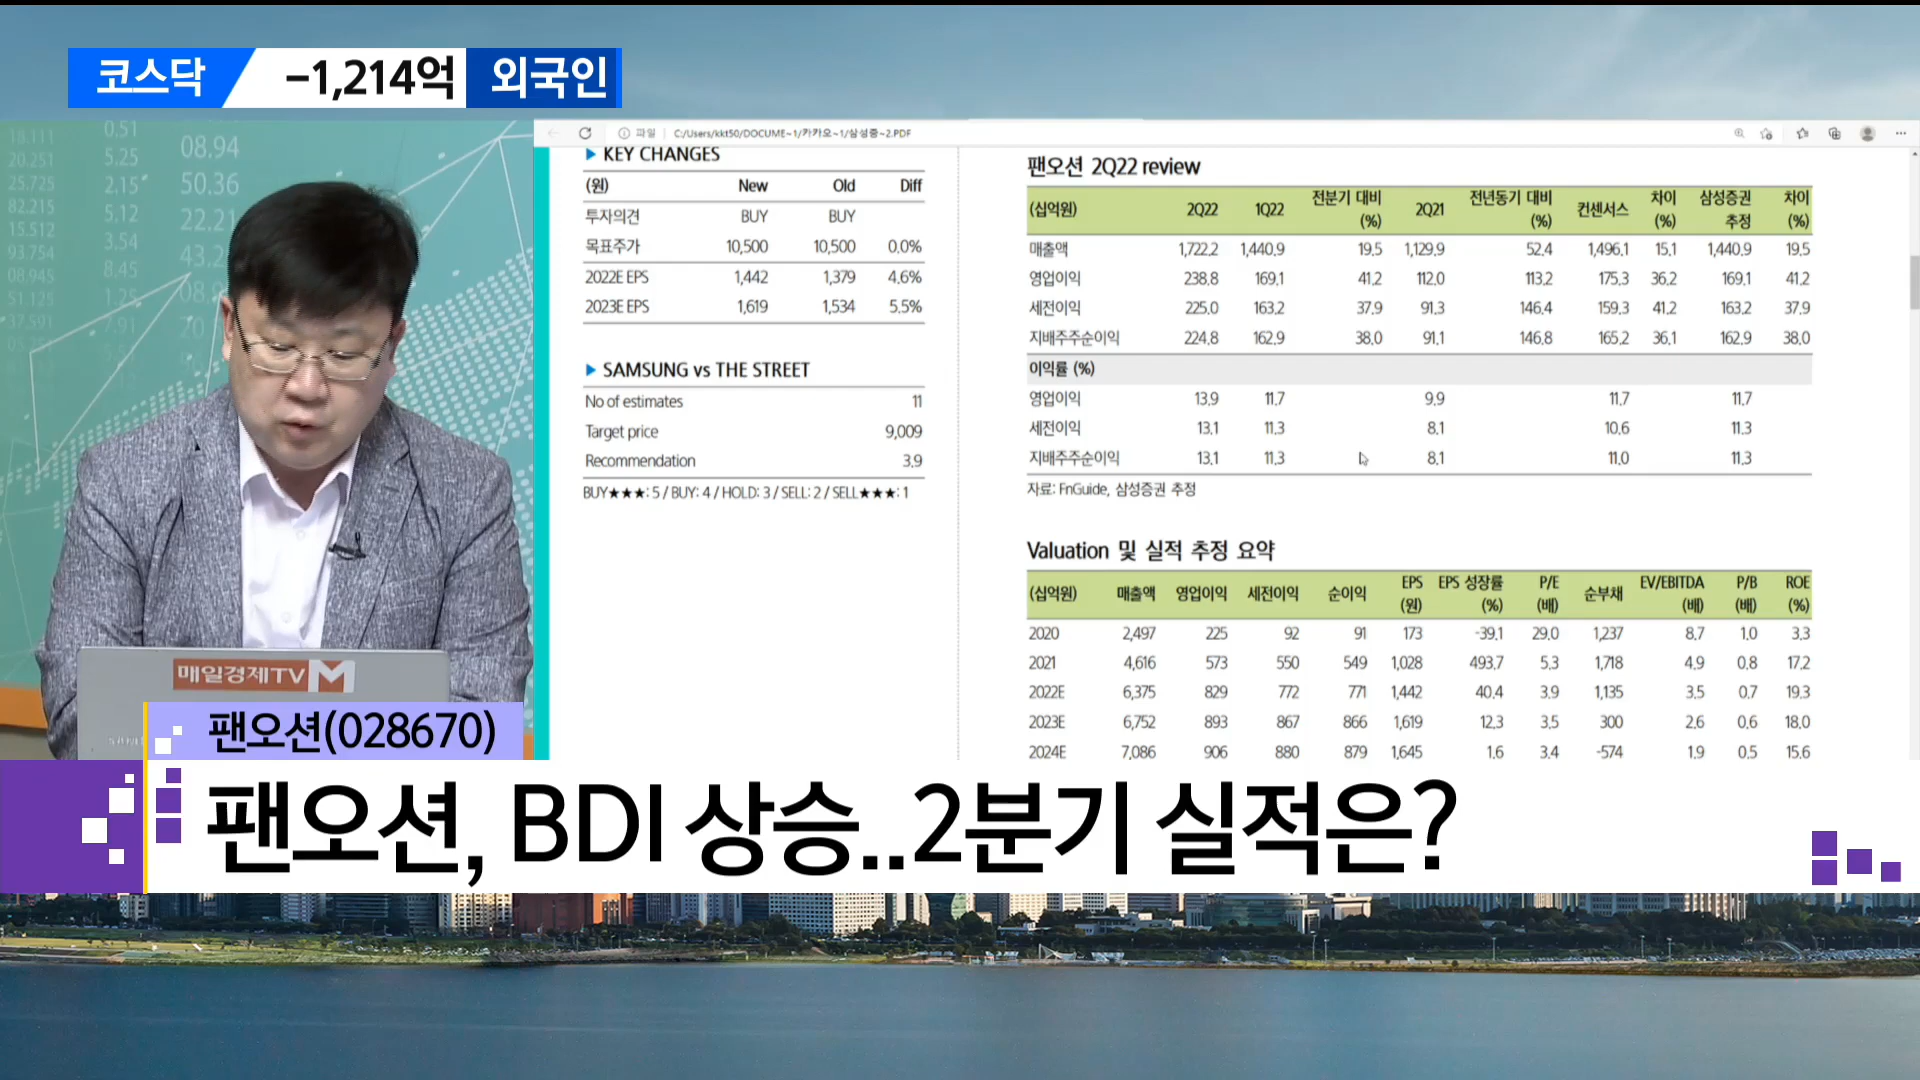 코스닥 -1,214억 외국인
파일 C:/Users/kkt50/DOCUME~1/카카오~1/삼성증~2.PDF
▶ KEY CHANGES
(원) New Old Diff
투자의견 BUY BUY
목표주가 10,500 10,500 0.0%
2022E EPS 1,442 1,379 4.6%
2023E EPS 1,619 1,534 5.5%
▶ SAMSUNG vs THE STREET
No of estimates 11
Target price 9,009
Recommendation 3.9
BUY★★★: 5 / BUY: 4 / HOLD: 3 / SELL: 2 / SELL★★★: 1
팬오션 2Q22 review
(십억원) 2Q22 1Q22 전분기 대비 (%) 2Q21 전년동기 대비 (%) 컨센서스 차이 (%) 삼성증권 추정 차이 (%)
매출액 1,722.2 1,440.9 19.5 1,129.9 52.4 1,496.1 15.1 1,440.9 19.5
영업이익 238.8 169.1 41.2 112.0 113.2 175.3 36.2 169.1 41.2
세전이익 225.0 163.2 37.9 91.3 146.4 159.3 41.2 163.2 37.9
지배주주순이익 224.8 162.9 38.0 91.1 146.8 165.2 36.1 162.9 38.0
이익률 (%)
영업이익 13.9 11.7 9.9 11.7 11.7
세전이익 13.1 11.3 8.1 10.6 11.3
지배주주순이익 13.1 11.3 8.1 11.0 11.3
자료: FnGuide, 삼성증권 추정
Valuation 및 실적 추정 요약
(십억원) 매출액 영업이익 세전이익 순이익 EPS (원) EPS 성장률 (%) P/E (배) 순부채 EV/EBITDA (배) P/B (배) ROE (%)
2020 2,497 225 92 91 173 -39.1 29.0 1,237 8.7 1.0 3.3
2021 4,616 573 550 549 1,028 493.7 5.3 1,718 4.9 0.8 17.2
2022E 6,375 829 772 771 1,442 40.4 3.9 1,135 3.5 0.7 19.3
2023E 6,752 893 867 866 1,619 12.3 3.5 300 2.6 0.6 18.0
2024E 7,086 906 880 879 1,645 1.6 3.4 -574 1.9 0.5 15.6
매일경제TV M
팬오션(028670)
팬오션, BDI 상승..2분기 실적은?